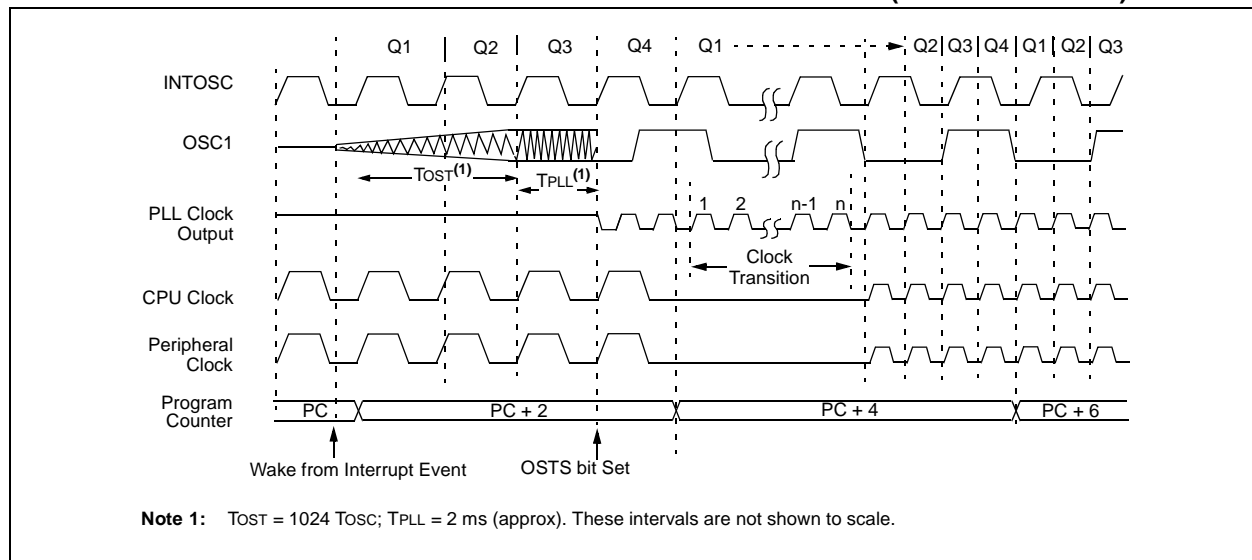 Q1 Q2 Q3 Q4 Q1 Q2 Q3 Q4 Q1 Q2 Q3
INTOSC
OSC1
TOST(1) TPLL(1)
PLL Clock
Output
1 2 n-1 n
Clock
Transition
CPU Clock
Peripheral
Clock
Program
Counter
PC PC + 2 PC + 4 PC + 6
Wake from Interrupt Event OSTS bit Set
Note 1: TOST = 1024 TOSC; TPLL = 2 ms (approx). These intervals are not shown to scale.